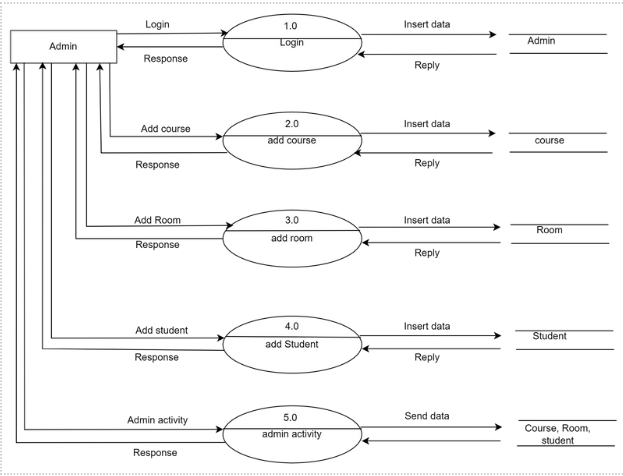 Login
1.0
Insert data
Admin
Login
Admin
Response
Reply
Add course
2.0
Insert data
add course
course
Response
Reply
Add Room
3.0
Insert data
Room
Response
add room
Reply
Add student
4.0
Insert data
add Student
Student
Response
Reply
Admin activity
5.0
Send data
admin activity
Course, Room,
student
Response